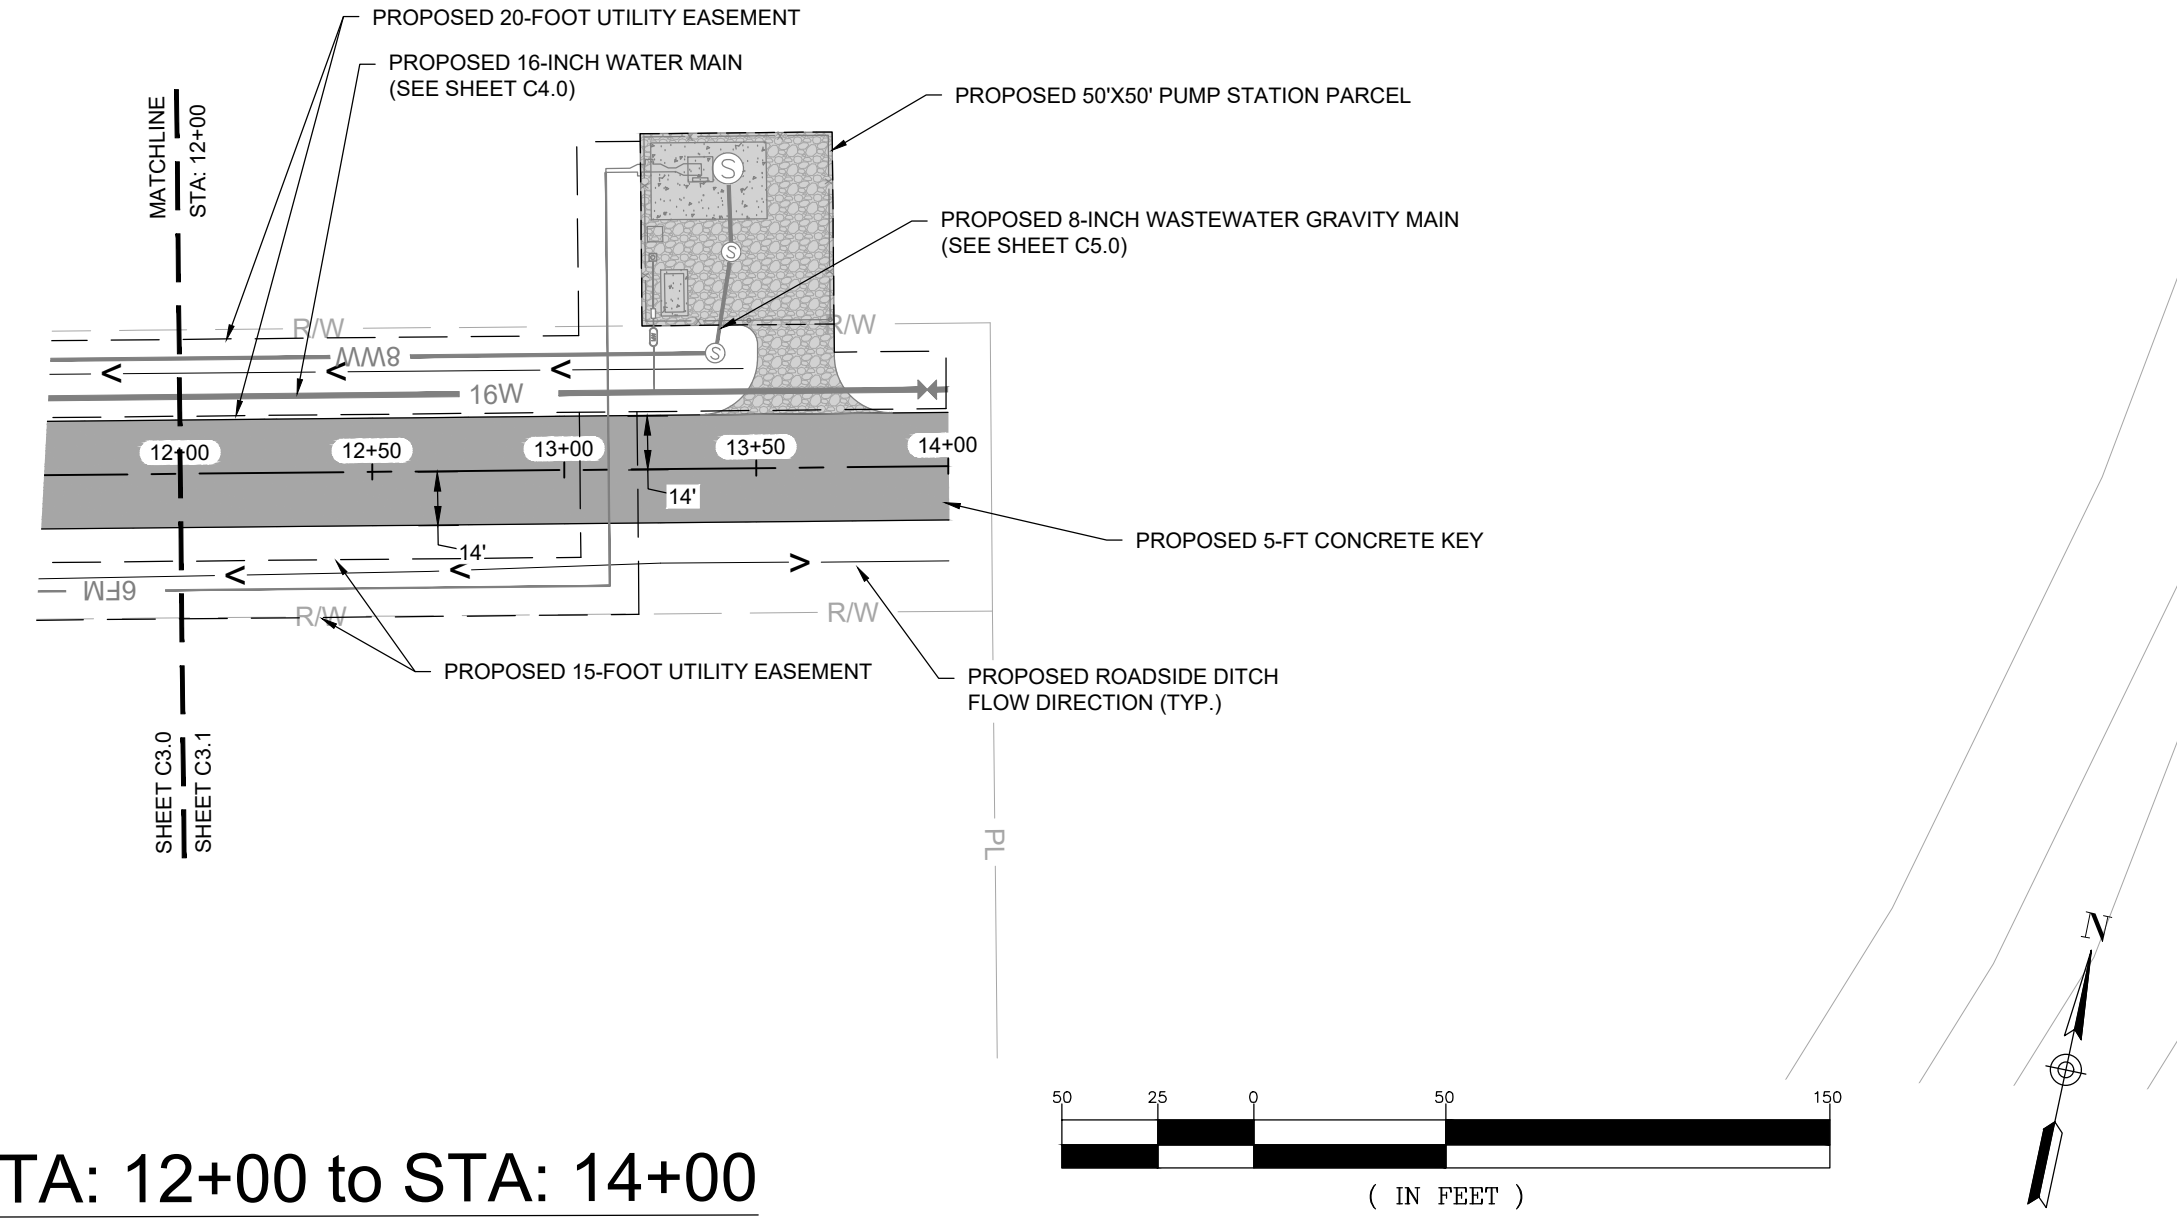 PROPOSED 20-FOOT UTILITY EASEMENT
PROPOSED 16-INCH WATER MAIN
(SEE SHEET C4.0)
MATCHLINE
STA: 12+00
PROPOSED 50'X50' PUMP STATION PARCEL
S
PROPOSED 8-INCH WASTEWATER GRAVITY MAIN
(SEE SHEET C5.0)
S
R/W
R/W
8WW
S
16W
12+00
12+50
13+00
13+50
14+00
14'
14'
PROPOSED 5-FT CONCRETE KEY
6FM
R/W
R/W
PROPOSED 15-FOOT UTILITY EASEMENT
PROPOSED ROADSIDE DITCH
FLOW DIRECTION (TYP.)
SHEET C3.0
SHEET C3.1
PL
N
50 25 0 50 150
( IN FEET )
TA: 12+00 to STA: 14+00